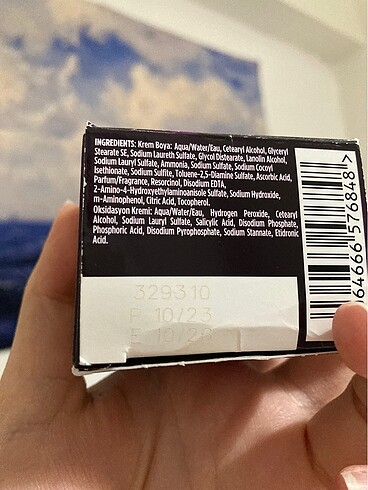 INGREDIENTS: Krem Boya: Aqua/Water/Eau, Cetearyl Alcohol, Glyceryl
Stearate SE, Sodium Laureth Sulfate, Glycol Distearate, Lanolin Alcohol,
Sodium Lauryl Sulfate, Ammonia, Sodium Sulfate, Sodium Cocoyl
Isethionate, Sodium Sulfite, Toluene-2,5-Diamine Sulfate, Ascorbic Acid,
Parfum/Fragrance, Resorcinol, Disodium EDTA,
2-Amino-4-Hydroxyethylaminoanisole Sulfate, Sodium Hydroxide,
m-Aminophenol, Citric Acid, Tocopherol.
Oksidasyon Kremi: Aqua/Water/Eau, Hydrogen Peroxide, Cetearyl
Alcohol, Sodium Lauryl Sulfate, Salicylic Acid, Disodium Phosphate,
Phosphoric Acid, Disodium Pyrophosphate, Sodium Stannate, Etidronic
Acid.
329310
P 10/23
E 10/26
64666 576848 >